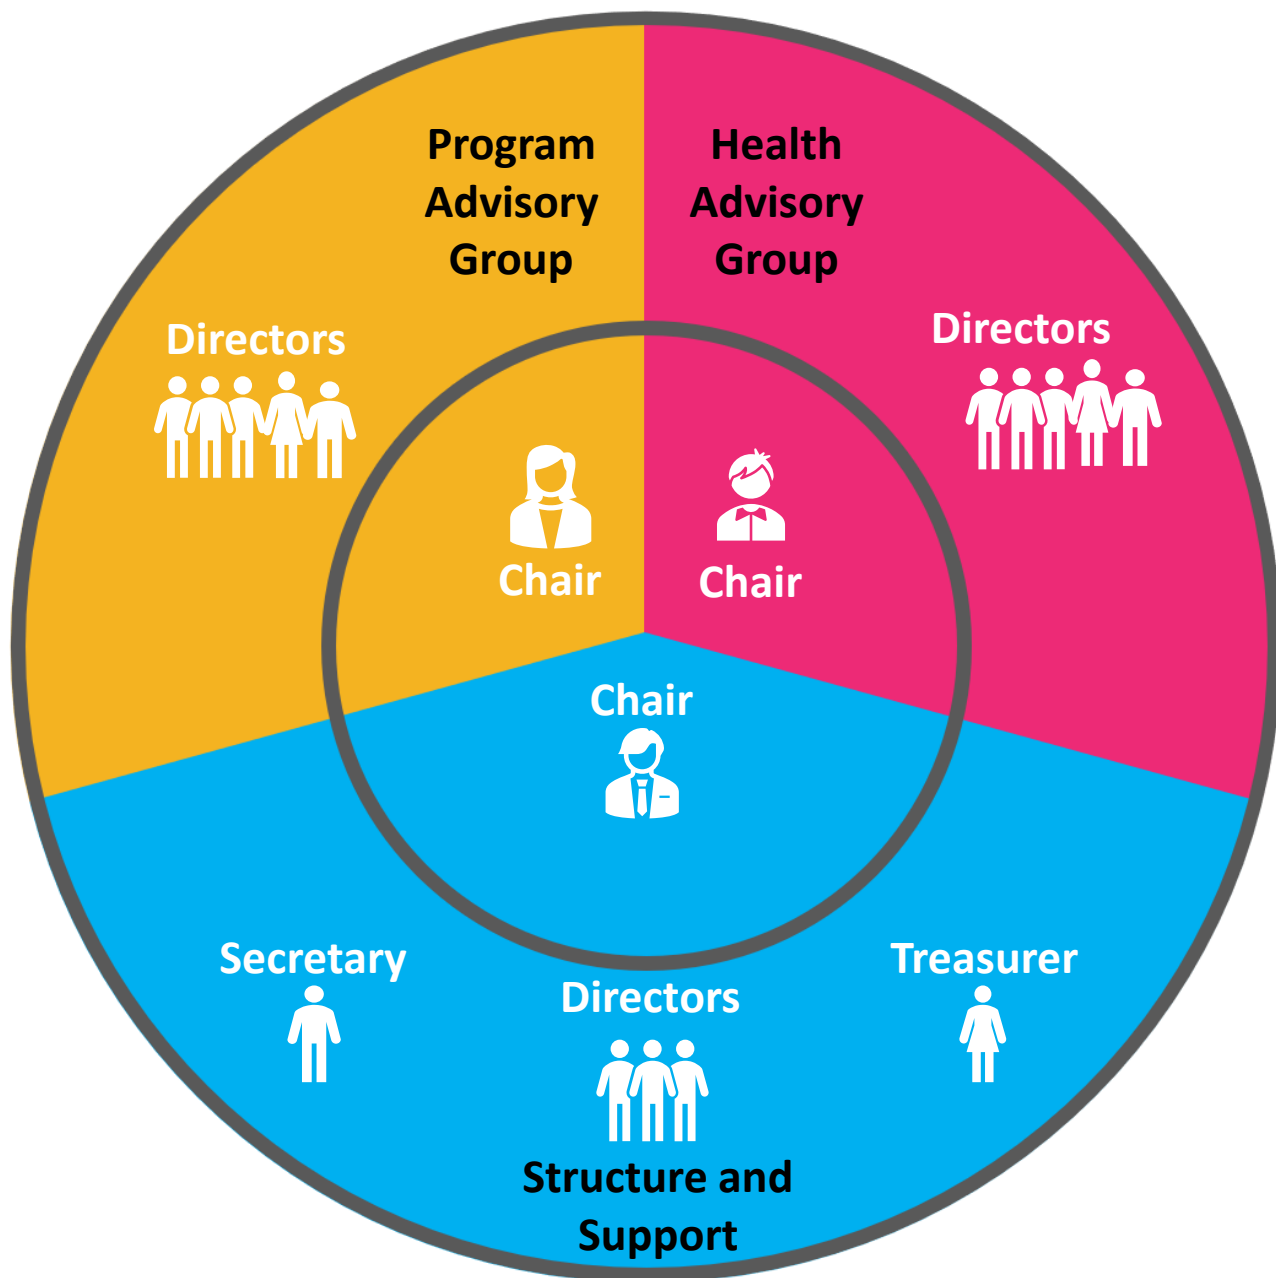 Program
Advisory
Group
Health
Advisory
Group
Directors
Directors
Chair
Chair
Chair
Secretary
Directors
Treasurer
Structure and
Support